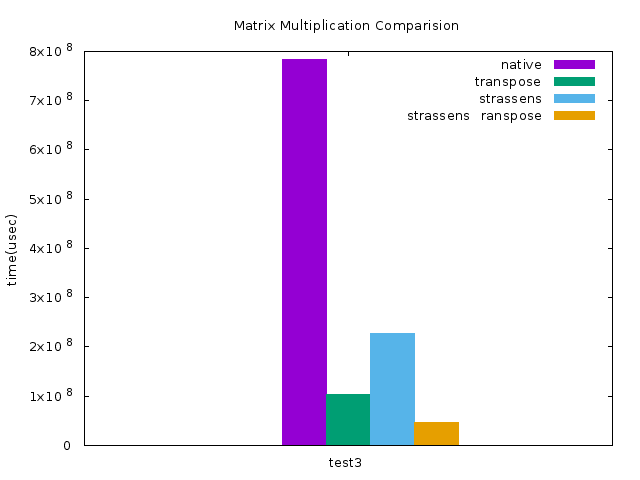 Matrix Multiplication Comparision
native
transpose
strassens
strassens ranspose
time(usec)
8x10 8
7x10 8
6x10 8
5x10 8
4x10 8
3x10 8
2x10 8
1x10 8
0
test3